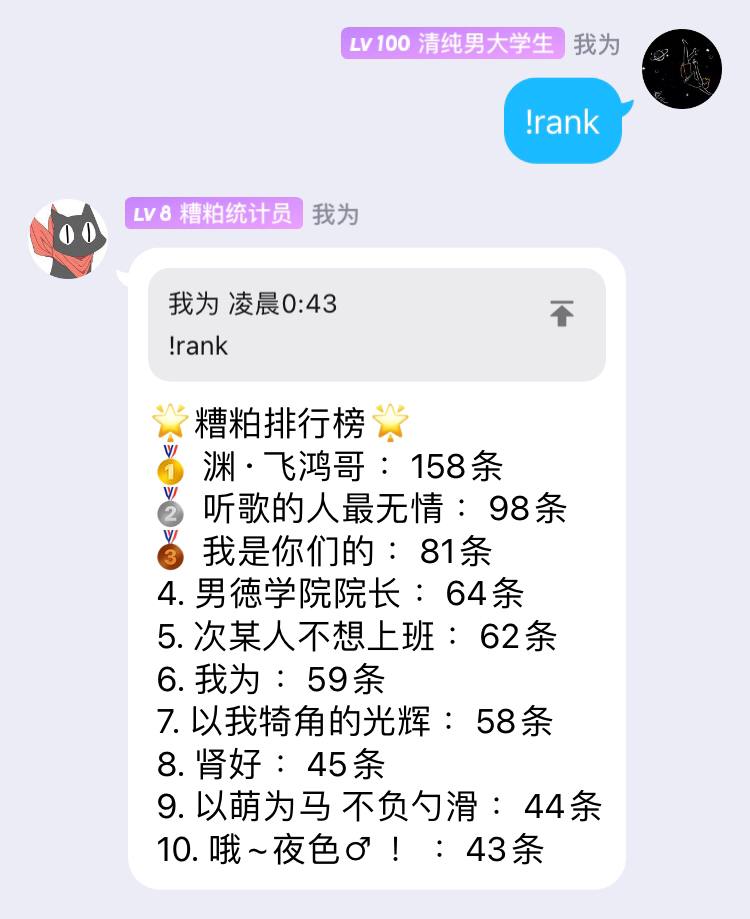 LV 100 清纯男大学生 我为
!rank
LV 8 糟粕统计员 我为
我为 凌晨0:43
!rank
🌟糟粕排行榜🌟
🥇 渊·飞鸿哥： 158条
🥈 听歌的人最无情： 98条
🥉 我是你们的： 81条
4. 男徳学院院长： 64条
5. 次某人不想上班： 62条
6. 我为： 59条
7. 以我犄角的光辉： 58条
8. 肾好： 45条
9. 以萌为马 不负勺滑： 44条
10. 哦~夜色♂！ ： 43条